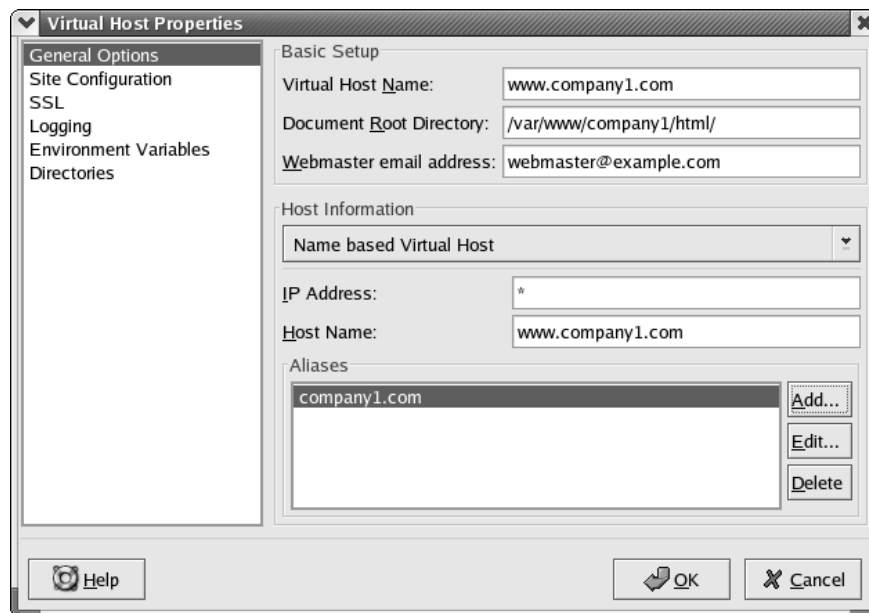 Virtual Host Properties
General Options
Site Configuration
SSL
Logging
Environment Variables
Directories
Basic Setup
Virtual Host Name: www.company1.com
Document Root Directory: /var/www/company1/html/
Webmaster email address: webmaster@example.com
Host Information
Name based Virtual Host
IP Address: *
Host Name: www.company1.com
Aliases
company1.com
Add...
Edit...
Delete
Help
OK
Cancel